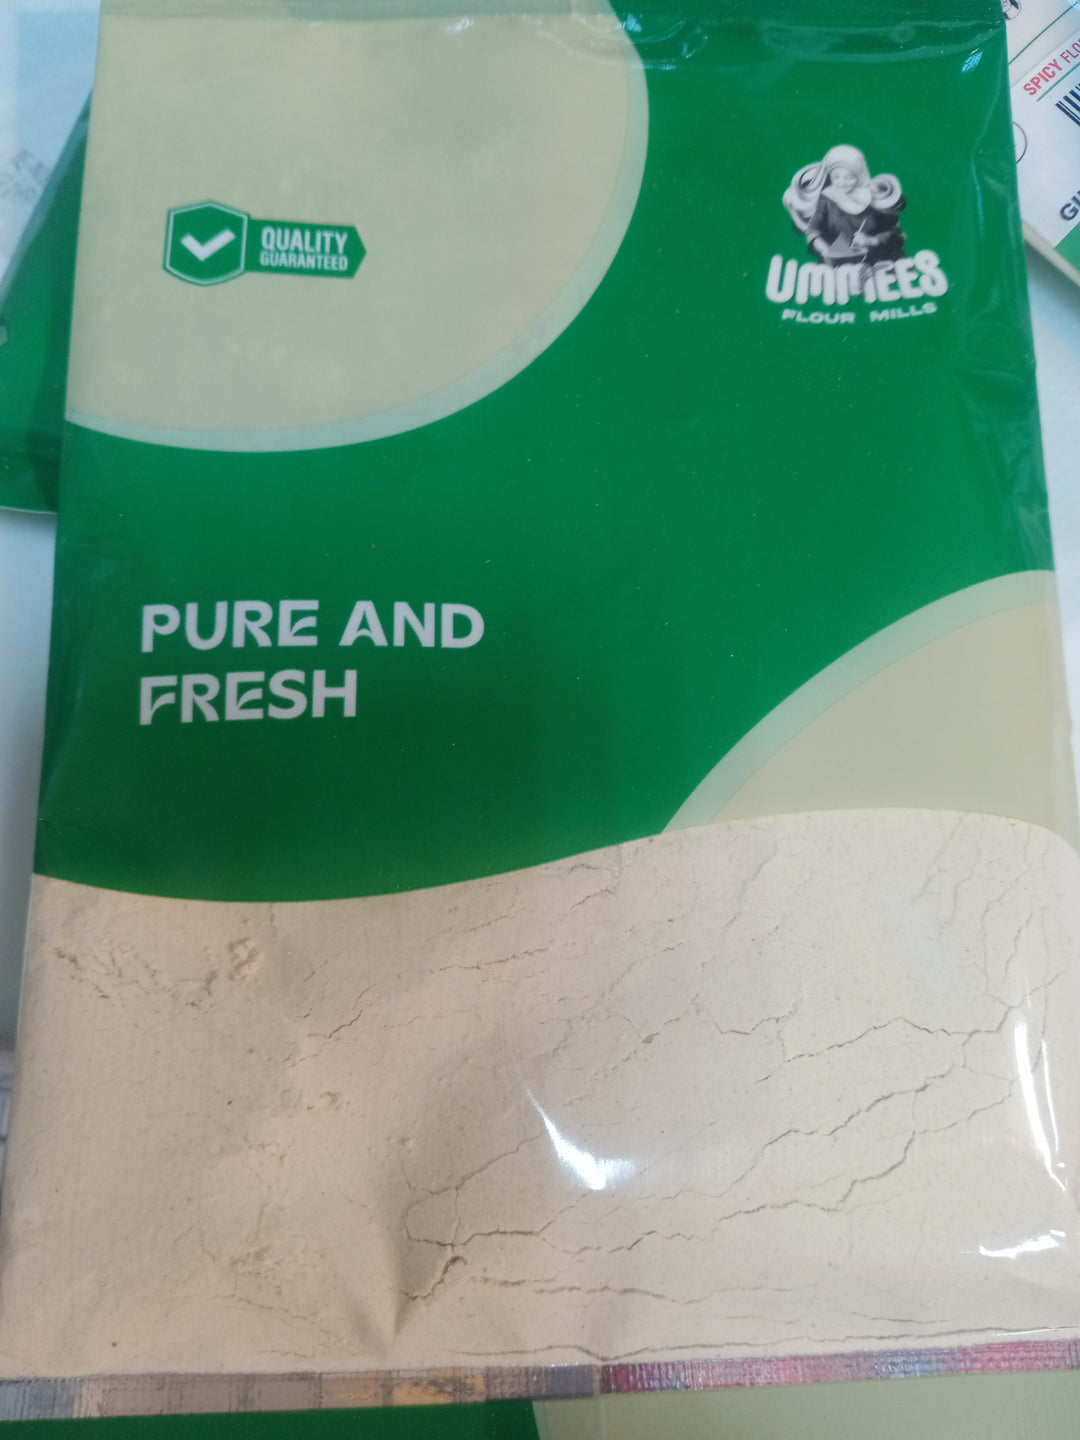 QUALITY
GUARANTEED
UMMEES
FLOUR MILLS
PURE AND
FRESH
SPICY